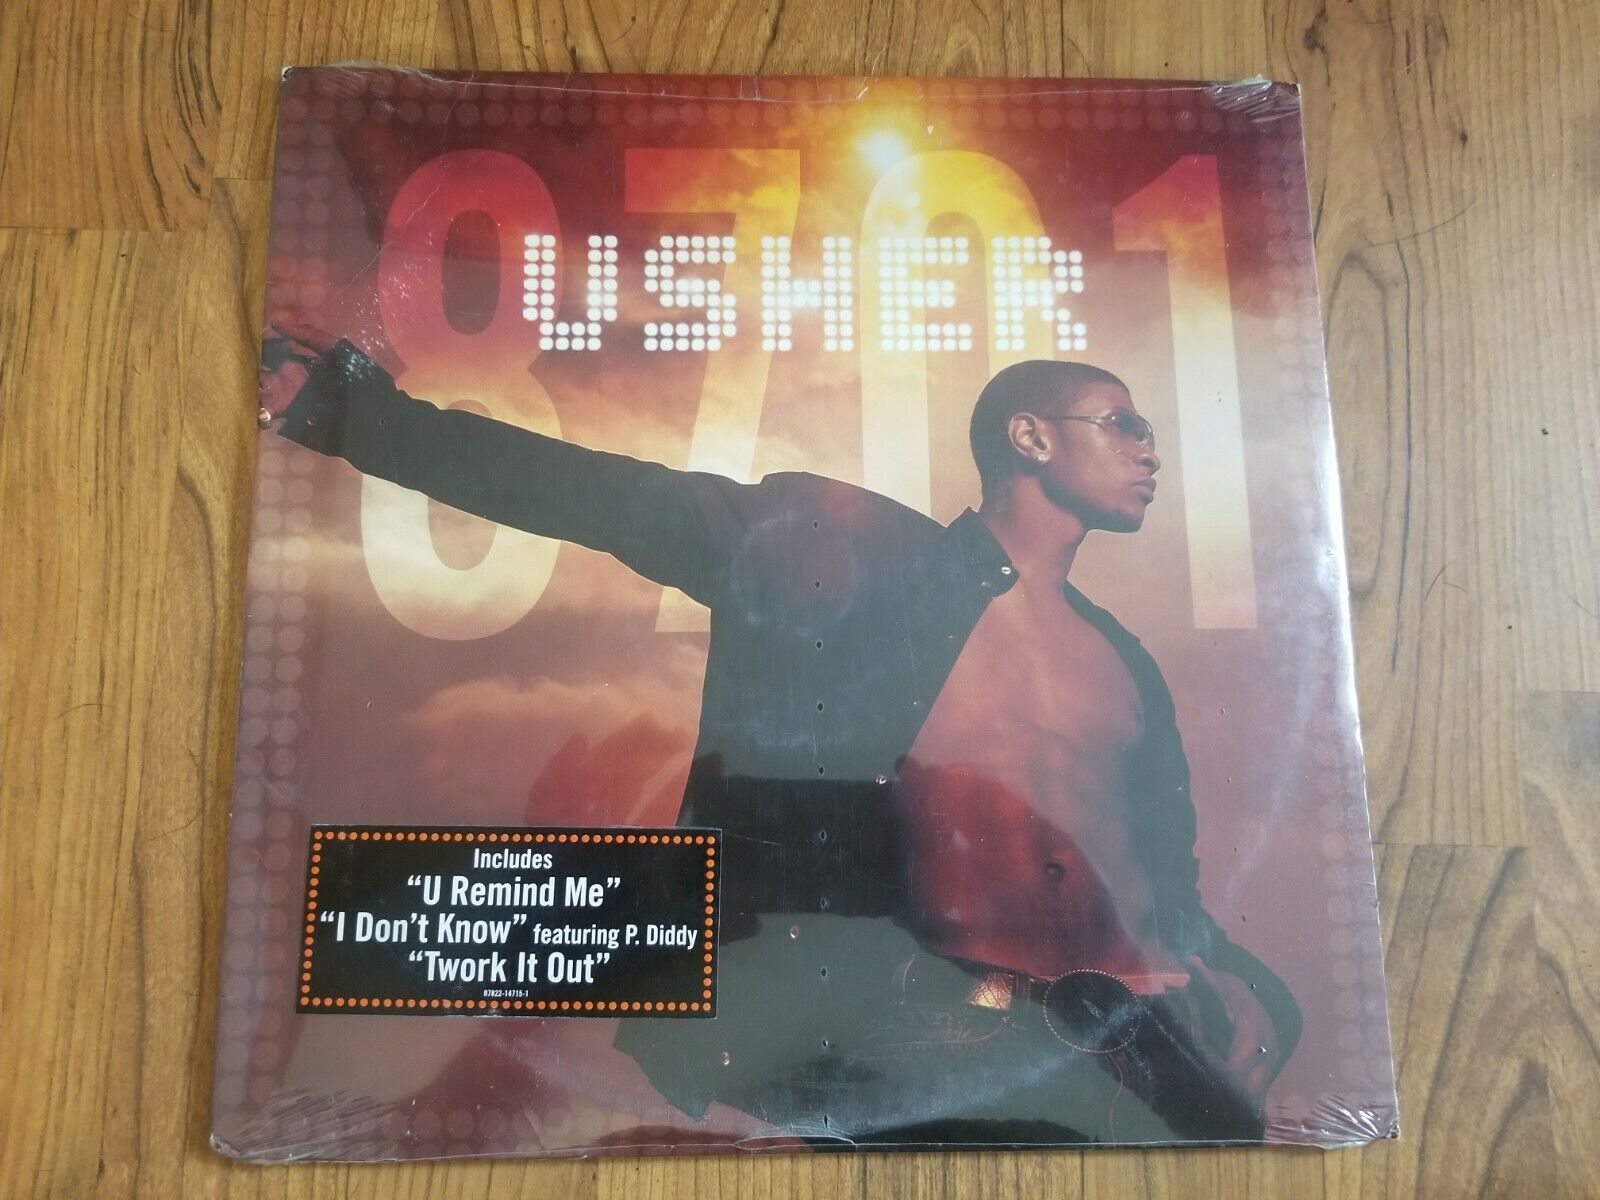 8701
USHER
Includes
“U Remind Me”
“I Don't Know” featuring P. Diddy
“Twork It Out”
07822-14715-1